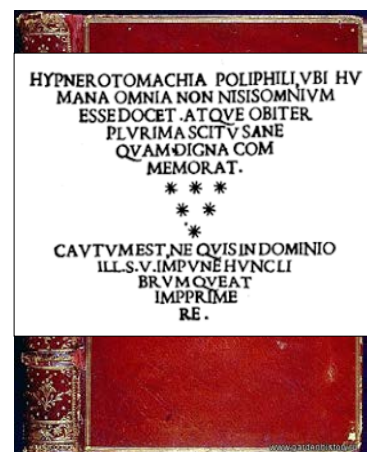 HYPNEROTOMACHIA POLIPHILI, VBI HV
MANA OMNIA NON NISISOMNIVM
ESSE DOCET . ATQVE OBITER
PLVRIMA SCITV SANE
QVAM DIGNA COM
MEMORAT.
* * *
* *
*
CAVTVM EST, NE QVIS IN DOMINIO
ILL. S. V. IMPVNE HVNC LI
BRVM QVEAT
IMPPRIME
RE .